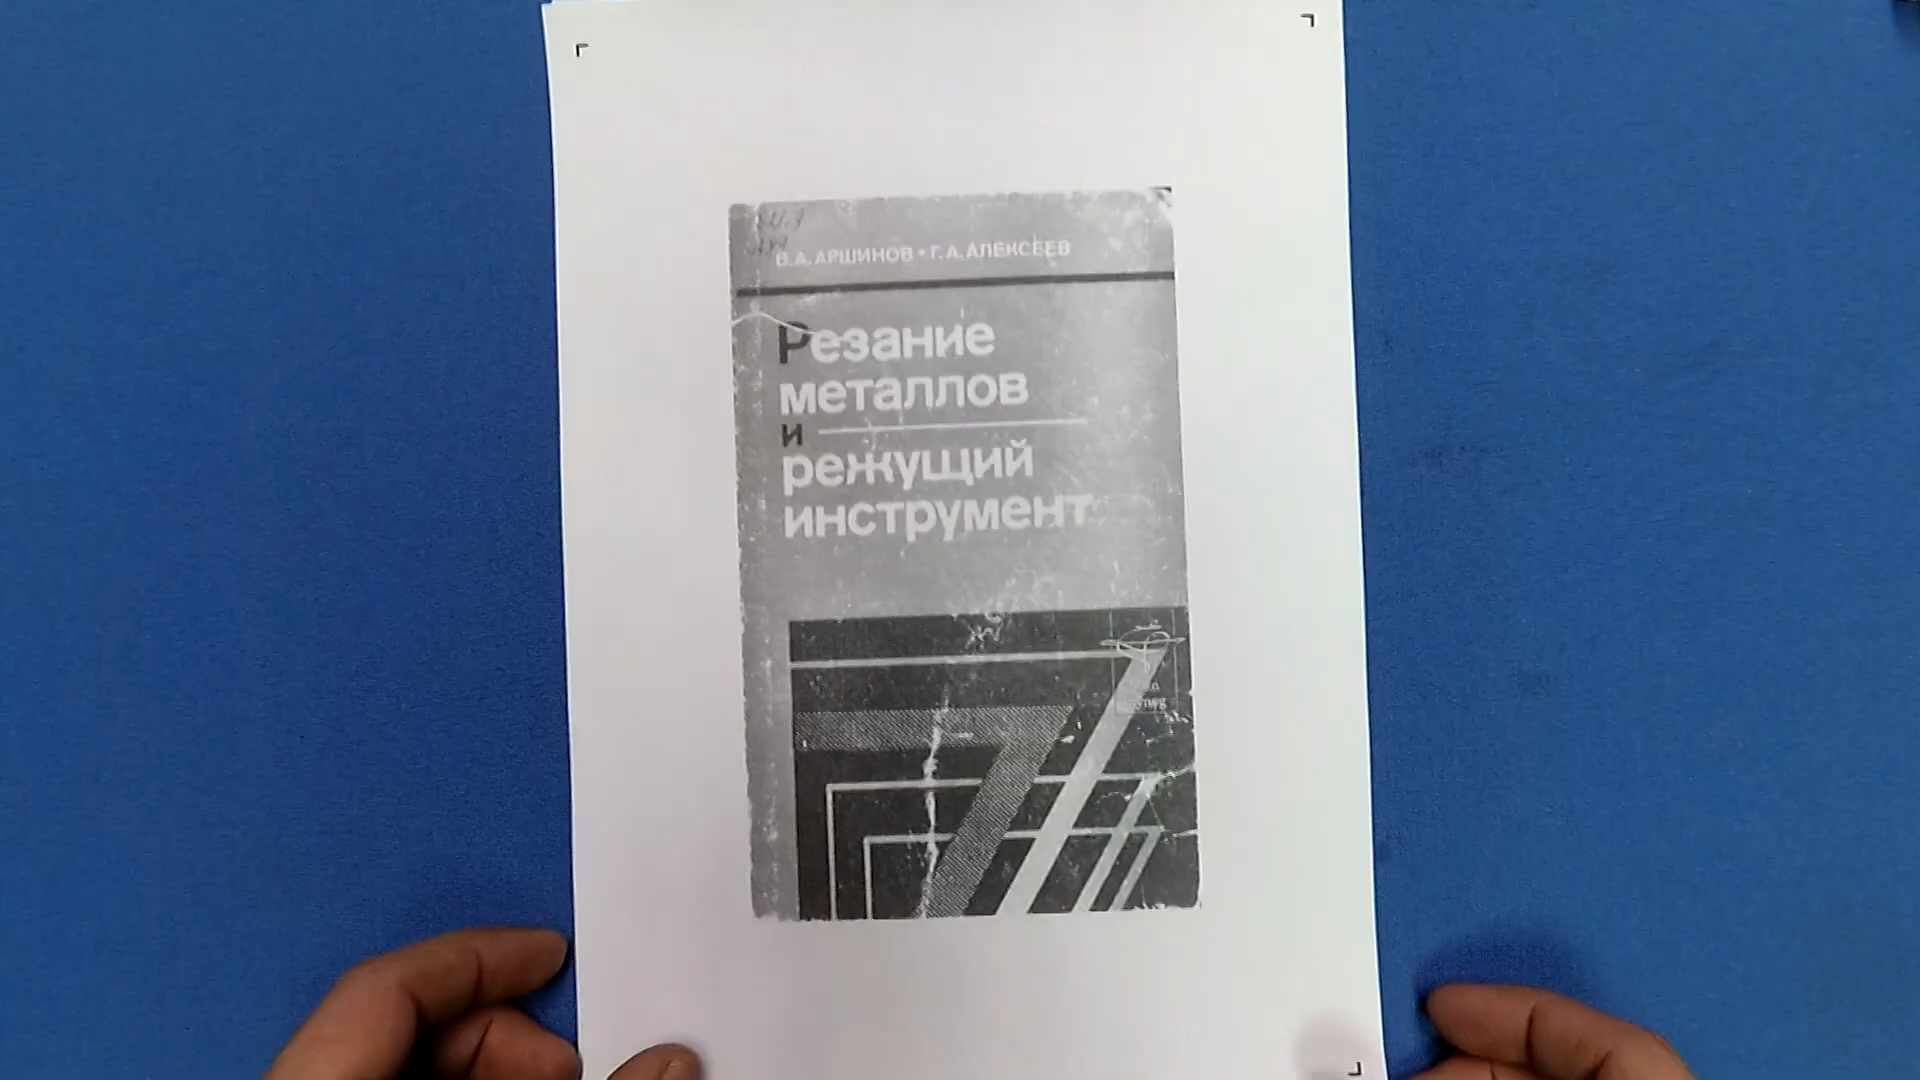 В.А.АРШИНОВ • Г.А.АЛЕКСЕЕВ
Резание
металлов
и
режущий
инструмент